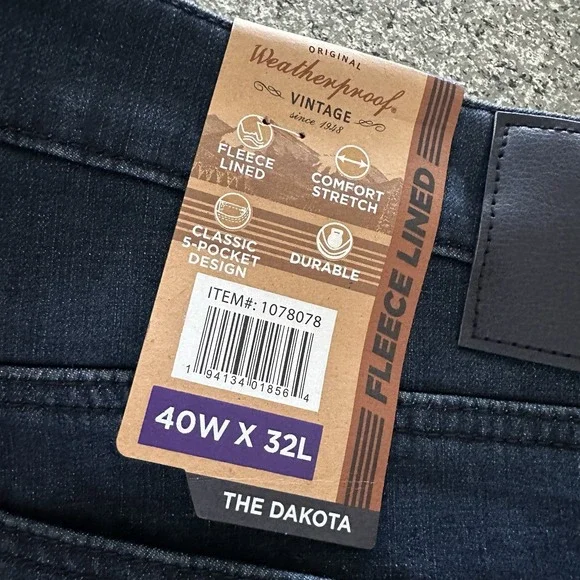 ORIGINAL
Weatherproof®
VINTAGE
since 1948
FLEECE
LINED
COMFORT
STRETCH
CLASSIC
5-POCKET
DESIGN
DURABLE
FLEECE LINED
ITEM#: 1078078
1 94134 01856 4
40W X 32L
THE DAKOTA